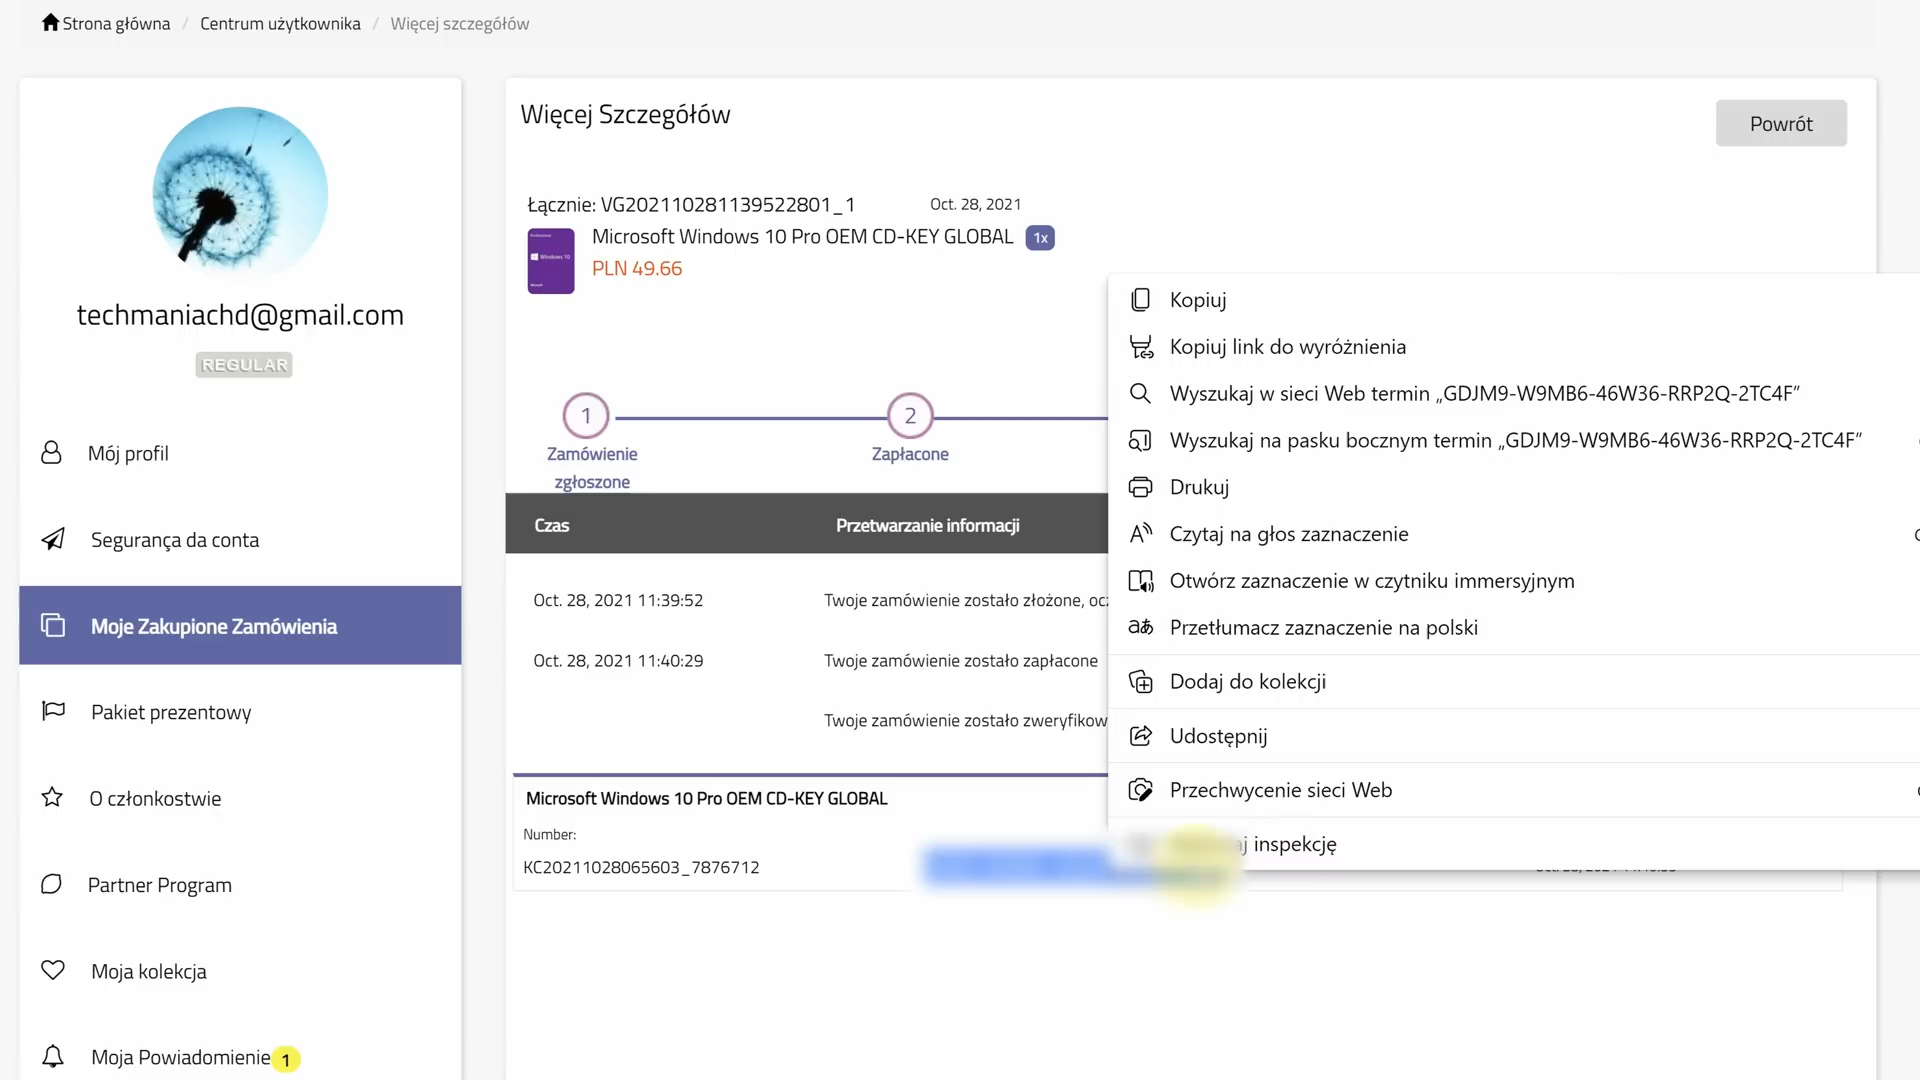 Strona główna / Centrum użytkownika / Więcej szczegółów
techmaniachd@gmail.com
REGULAR
Mój profil
Segurança da conta
Moje Zakupione Zamówienia
Pakiet prezentowy
O członkostwie
Partner Program
Moja kolekcja
Moja Powiadomienie 1
Więcej Szczegółów
Powrót
Łącznie: VG202110281139522801_1 Oct. 28, 2021
Microsoft Windows 10 Pro OEM CD-KEY GLOBAL 1x
PLN 49.66
Windows 10
1
2
Zamówienie
zgłoszone
Zapłacone
Czas Przetwarzanie informacji
Oct. 28, 2021 11:39:52 Twoje zamówienie zostało złożone,
Oct. 28, 2021 11:40:29 Twoje zamówienie zostało zapłacone
Twoje zamówienie zostało zweryfikow
Microsoft Windows 10 Pro OEM CD-KEY GLOBAL
Number:
KC20211028065603_7876712
Kopiuj
Kopiuj link do wyróżnienia
Wyszukaj w sieci Web termin „GDJM9-W9MB6-46W36-RRP2Q-2TC4F”
Wyszukaj na pasku bocznym termin „GDJM9-W9MB6-46W36-RRP2Q-2TC4F”
Drukuj
Czytaj na głos zaznaczenie
Otwórz zaznaczenie w czytniku immersyjnym
Przetłumacz zaznaczenie na polski
Dodaj do kolekcji
Udostępnij
Przechwycenie sieci Web
inspekcję